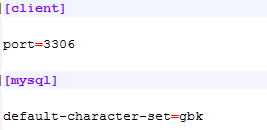 [client]
port=3306
[mysql]
default-character-set=gbk